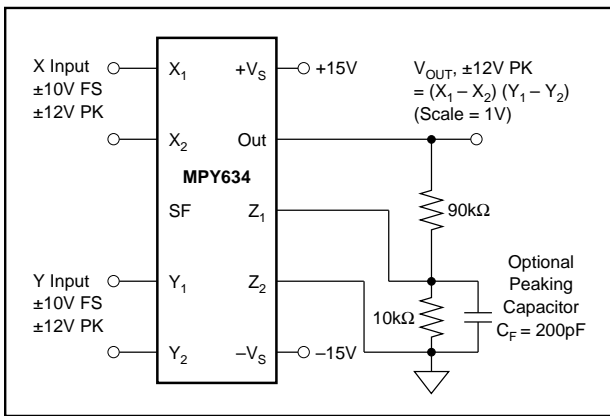 X Input
±10V FS
±12V PK
X₁
X₂
MPY634
SF
Y Input
±10V FS
±12V PK
Y₁
Y₂
+V_S
+15V
Out
Z₁
Z₂
–V_S
–15V
V_OUT, ±12V PK
= (X₁ – X₂) (Y₁ – Y₂)
(Scale = 1V)
90kΩ
10kΩ
Optional
Peaking
Capacitor
C_F = 200pF